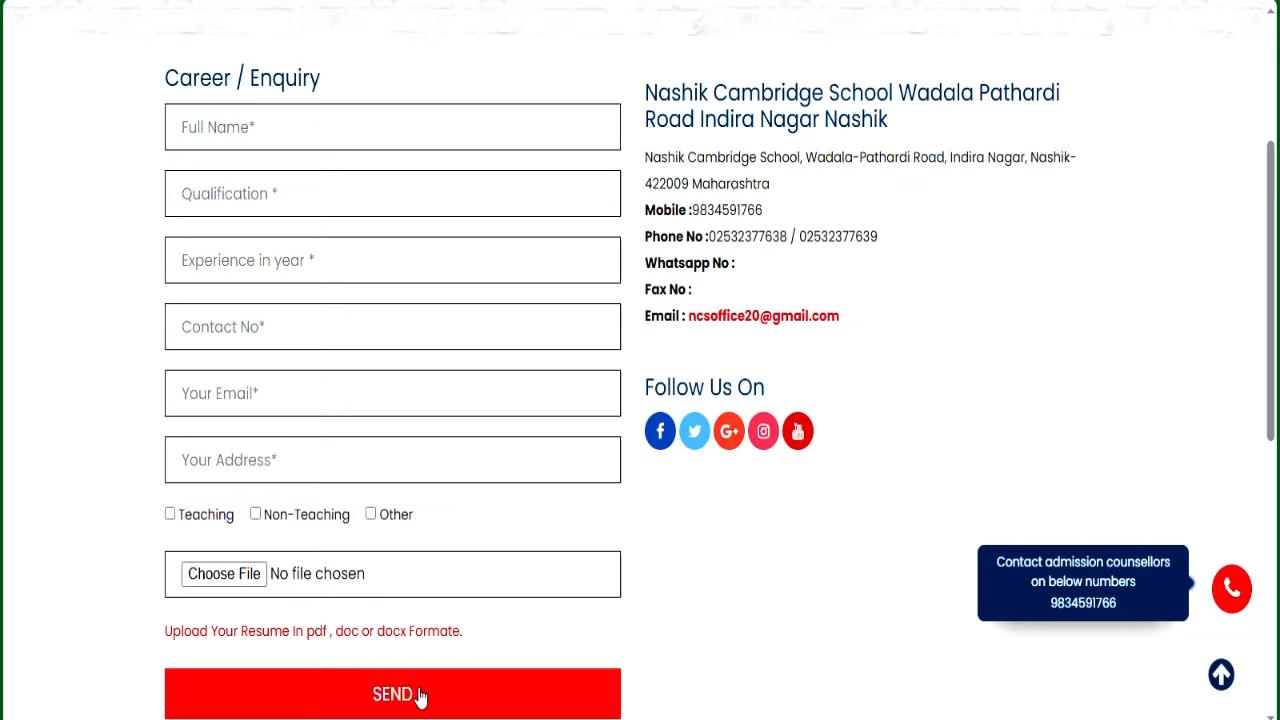 Career / Enquiry
Full Name*
Qualification *
Experience in year *
Contact No*
Your Email*
Your Address*
Teaching Non-Teaching Other
Choose File No file chosen
Upload Your Resume In pdf , doc or docx Formate.
SEND
Nashik Cambridge School Wadala Pathardi
Road Indira Nagar Nashik
Nashik Cambridge School, Wadala-Pathardi Road, Indira Nagar, Nashik-
422009 Maharashtra
Mobile :9834591766
Phone No :02532377638 / 02532377639
Whatsapp No :
Fax No :
Email : ncsoffice20@gmail.com
Follow Us On
Contact admission counsellors
on below numbers
9834591766